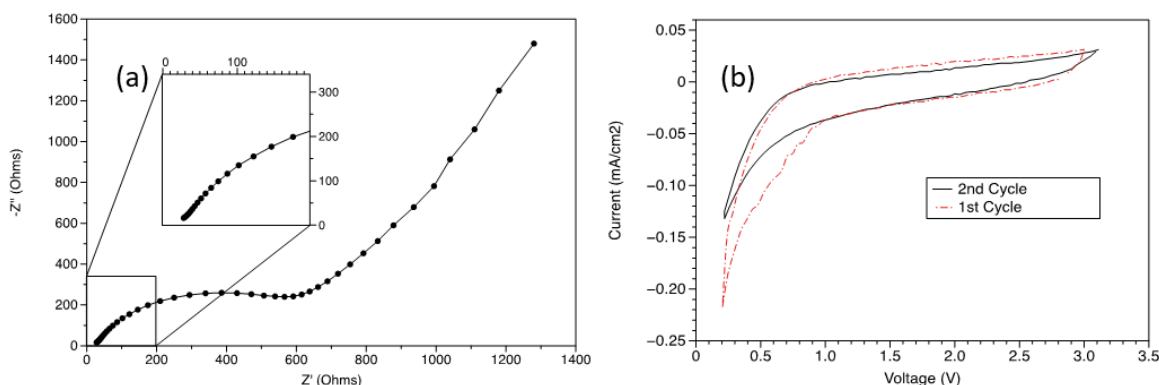 (a)
1600
1400
1200
1000
800
600
400
200
0
-Z'' (Ohms)
100
300
200
100
0
0 200 400 600 800 1000 1200 1400
Z' (Ohms)
(b)
0.05
0
−0.05
−0.10
−0.15
−0.20
−0.25
Current (mA/cm2)
2nd Cycle
1st Cycle
0 0.5 1.0 1.5 2.0 2.5 3.0 3.5
Voltage (V)